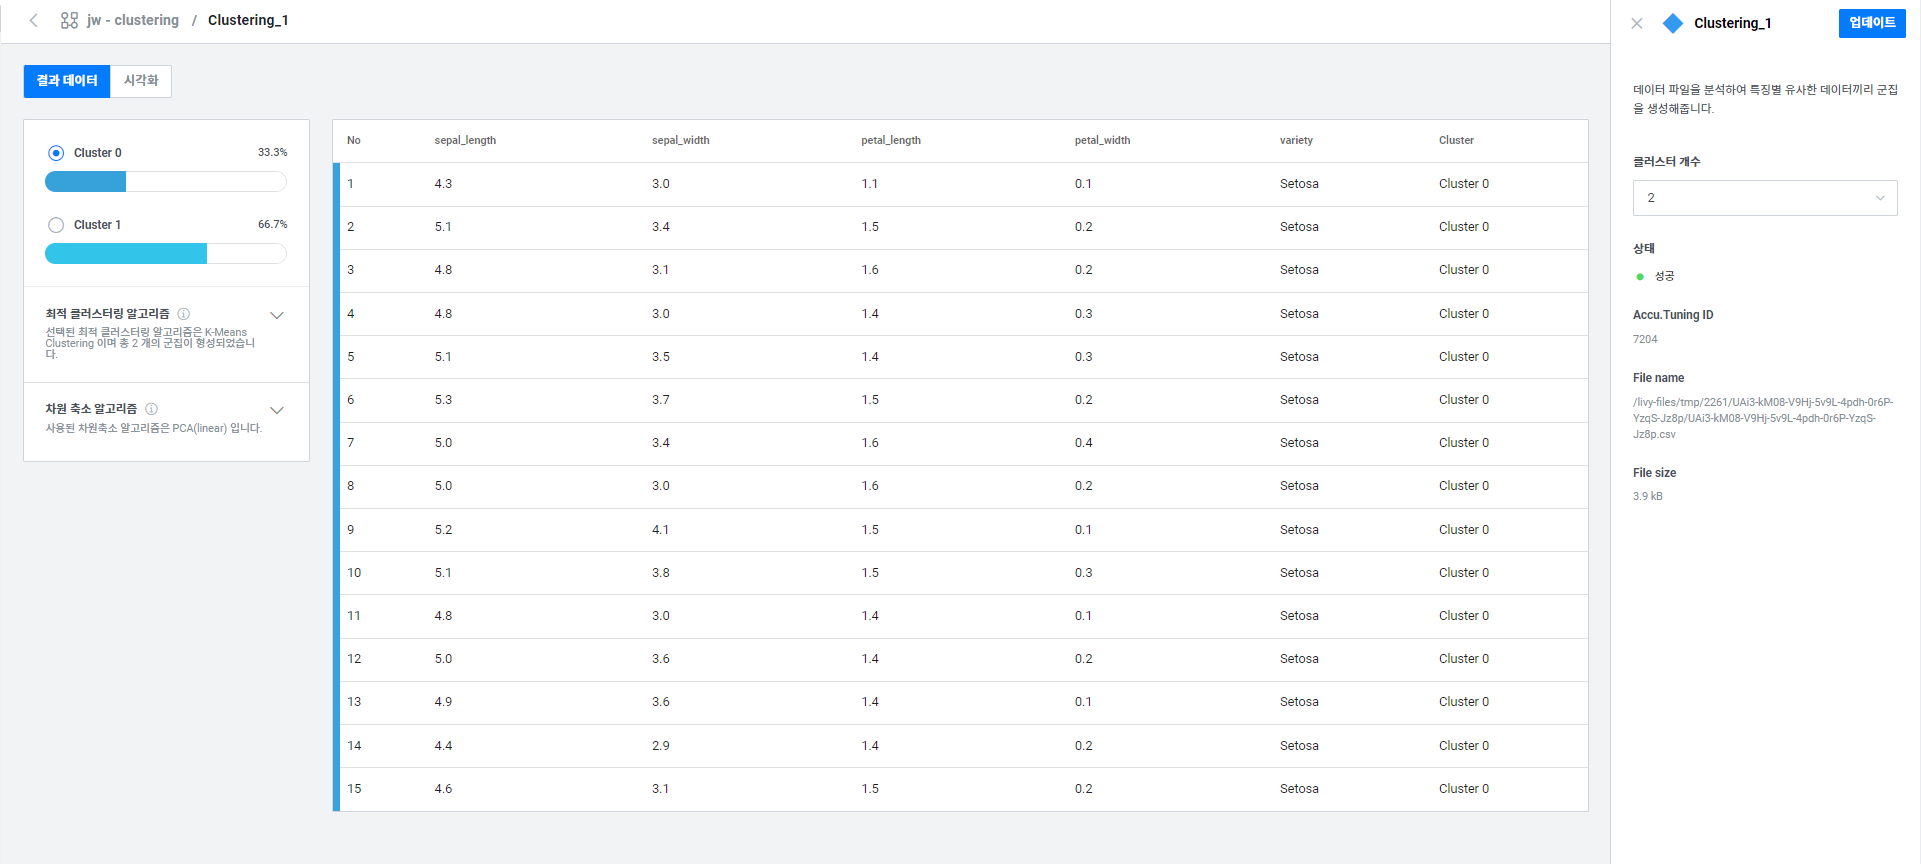 jw - clustering / Clustering_1
결과 데이터 시각화
Cluster 0 33.3%
Cluster 1 66.7%
최적 클러스터링 알고리즘
선택된 최적 클러스터링 알고리즘은 K-Means
Clustering 이며 총 2 개의 군집이 형성되었습니
다.
차원 축소 알고리즘
사용된 차원축소 알고리즘은 PCA(linear) 입니다.
No sepal_length sepal_width petal_length petal_width variety Cluster
1 4.3 3.0 1.1 0.1 Setosa Cluster 0
2 5.1 3.4 1.5 0.2 Setosa Cluster 0
3 4.8 3.1 1.6 0.2 Setosa Cluster 0
4 4.8 3.0 1.4 0.3 Setosa Cluster 0
5 5.1 3.5 1.4 0.3 Setosa Cluster 0
6 5.3 3.7 1.5 0.2 Setosa Cluster 0
7 5.0 3.4 1.6 0.4 Setosa Cluster 0
8 5.0 3.0 1.6 0.2 Setosa Cluster 0
9 5.2 4.1 1.5 0.1 Setosa Cluster 0
10 5.1 3.8 1.5 0.3 Setosa Cluster 0
11 4.8 3.0 1.4 0.1 Setosa Cluster 0
12 5.0 3.6 1.4 0.2 Setosa Cluster 0
13 4.9 3.6 1.4 0.1 Setosa Cluster 0
14 4.4 2.9 1.4 0.2 Setosa Cluster 0
15 4.6 3.1 1.5 0.2 Setosa Cluster 0
Clustering_1 업데이트
데이터 파일을 분석하여 특징별 유사한 데이터끼리 군집
을 생성해줍니다.
클러스터 개수
2
상태
성공
Accu.Tuning ID
7204
File name
/livy-files/tmp/2261/UAi3-kM08-V9Hj-5v9L-4pdh-0r6P-
YzqS-Jz8p/UAi3-kM08-V9Hj-5v9L-4pdh-0r6P-YzqS-
Jz8p.csv
File size
3.9 kB